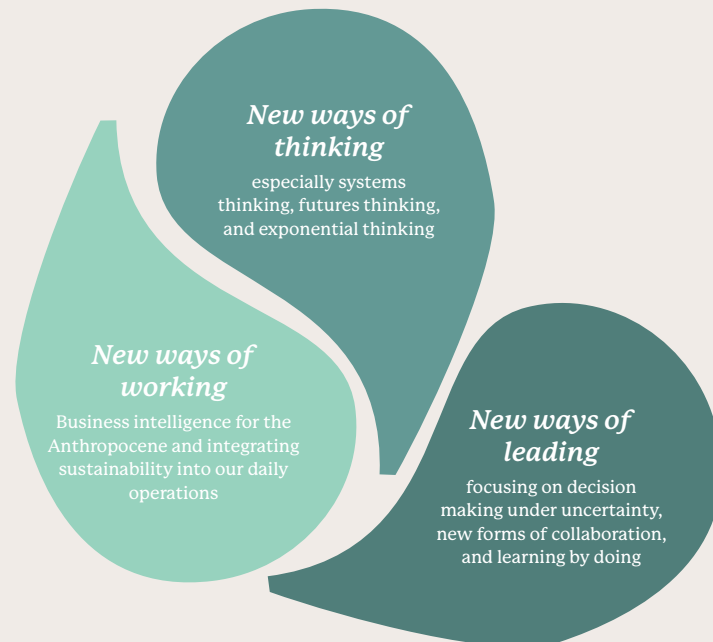 New ways of
thinking
especially systems
thinking, futures thinking,
and exponential thinking
New ways of
working
Business intelligence for the
Anthropocene and integrating
sustainability into our daily
operations
New ways of
leading
focusing on decision
making under uncertainty,
new forms of collaboration,
and learning by doing